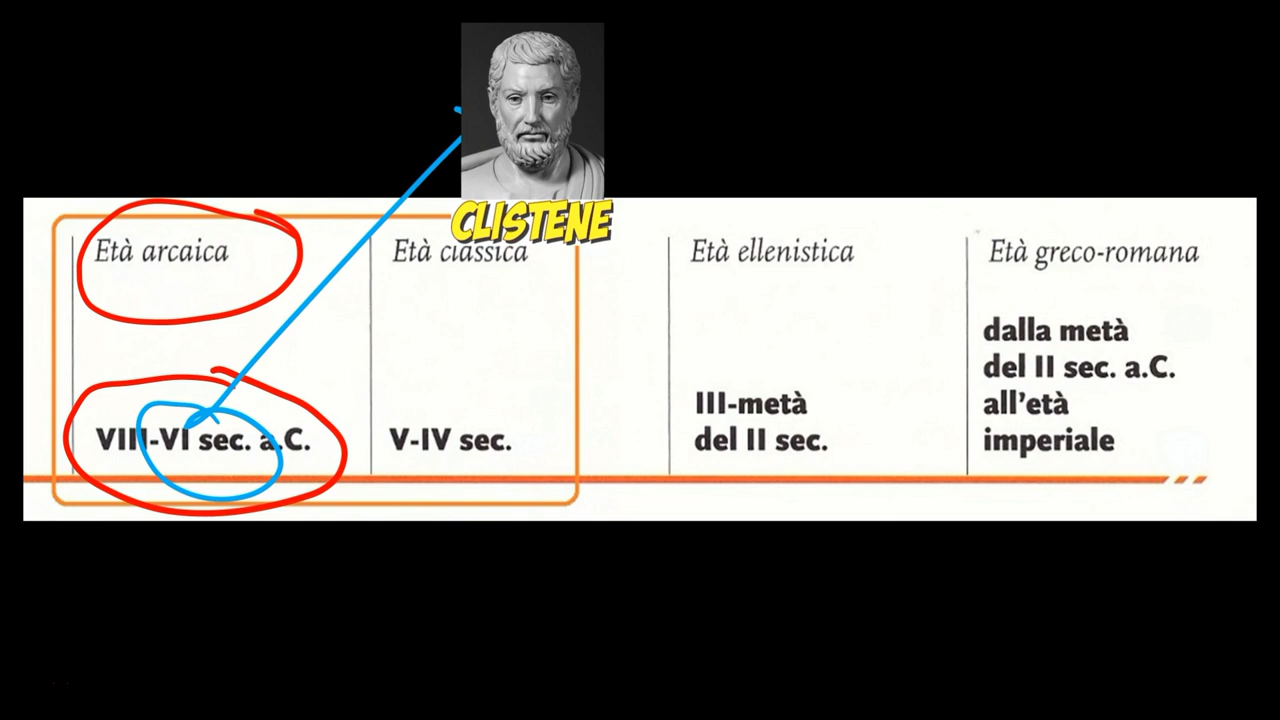 CLISTENE
Età arcaica
VIII-VI sec. a.C.
Età classica
V-IV sec.
Età ellenistica
III-metà
del II sec.
Età greco-romana
dalla metà
del II sec. a.C.
all'età
imperiale